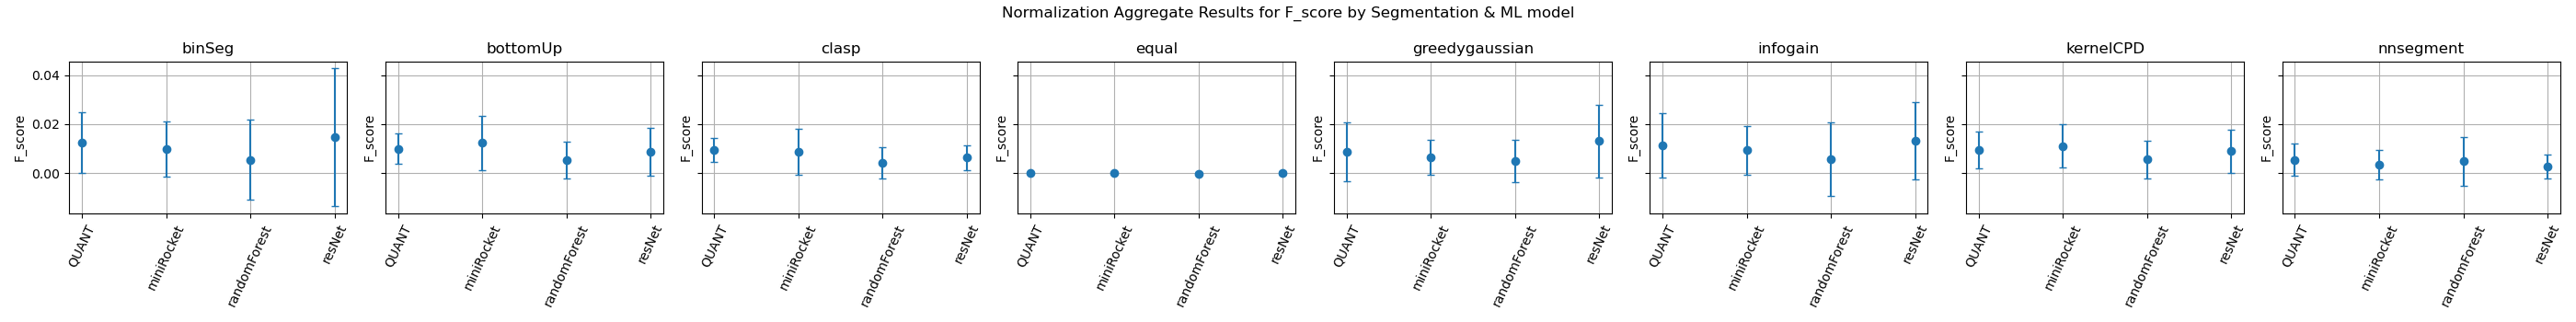 Normalization Aggregate Results for F_score by Segmentation & ML model
binSeg
F_score
0.04
0.02
0.00
QUANT
miniRocket
randomForest
resNet
bottomUp
F_score
QUANT
miniRocket
randomForest
resNet
clasp
F_score
QUANT
miniRocket
randomForest
resNet
equal
F_score
QUANT
miniRocket
randomForest
resNet
greedygaussian
F_score
QUANT
miniRocket
randomForest
resNet
infogain
F_score
QUANT
miniRocket
randomForest
resNet
kernelCPD
F_score
QUANT
miniRocket
randomForest
resNet
nnsegment
F_score
QUANT
miniRocket
randomForest
resNet